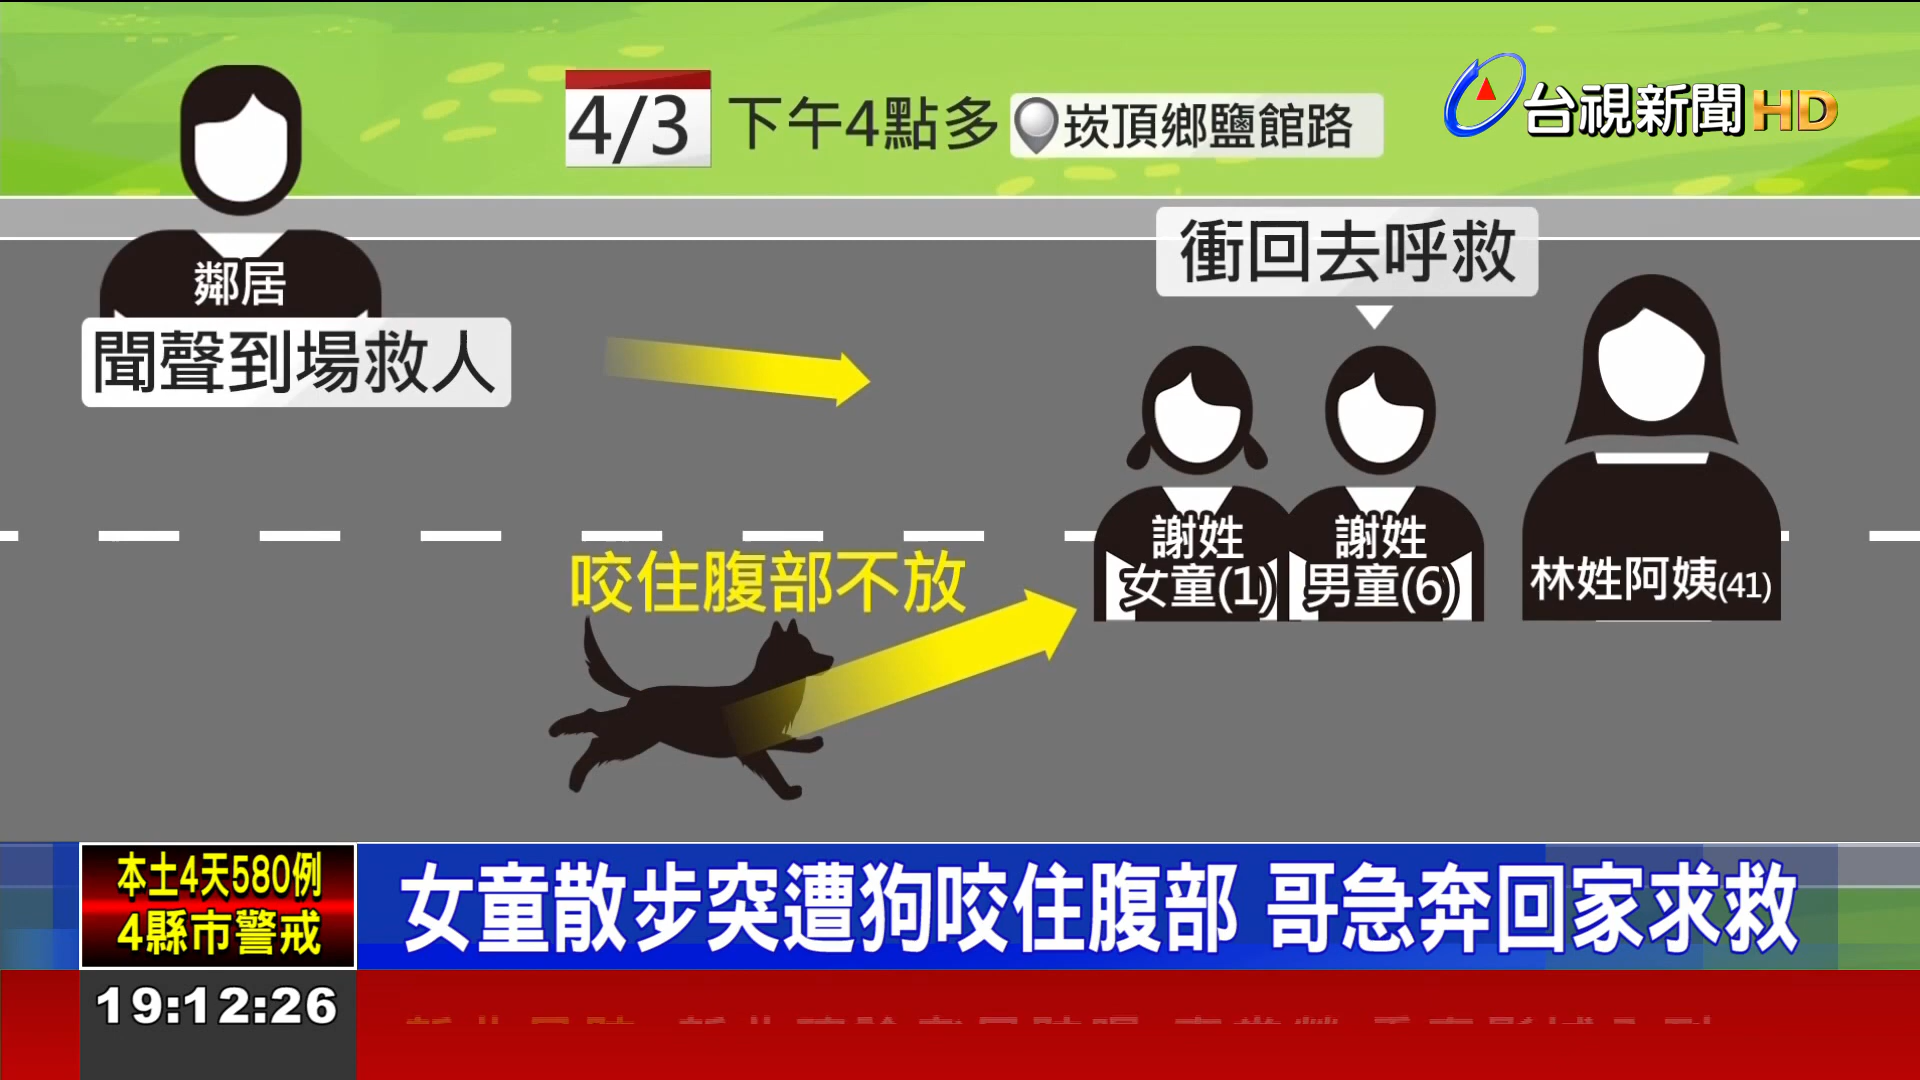 4/3 下午4點多 崁頂鄉鹽館路
台視新聞HD
衝回去呼救
鄰居
聞聲到場救人
謝姓
女童(1)
謝姓
男童(6)
林姓阿姨(41)
咬住腹部不放
本土4天580例
4縣市警戒
女童散步突遭狗咬住腹部 哥急奔回家求救
19:12:26